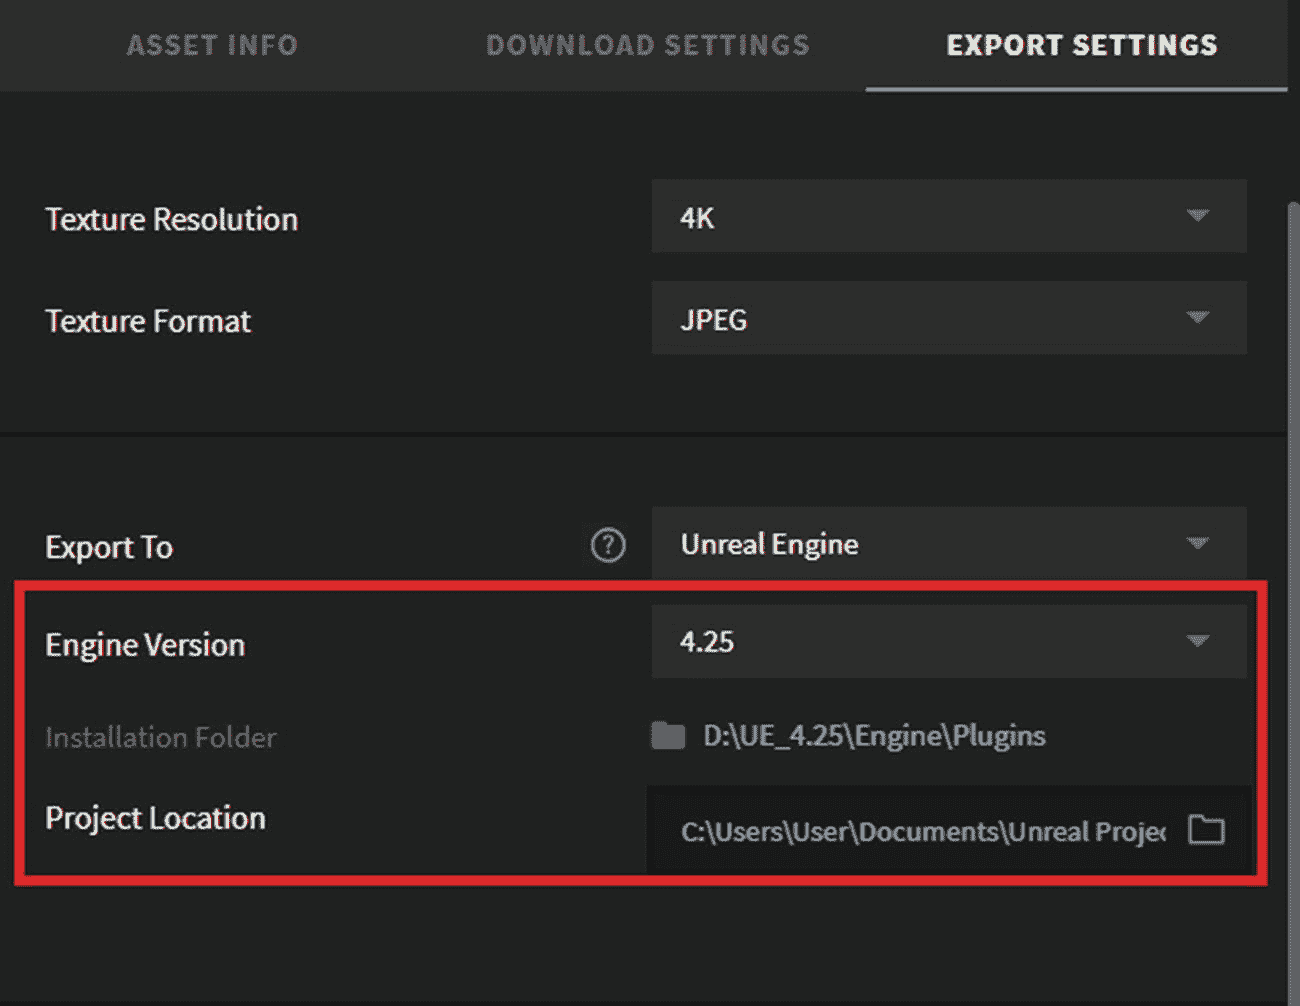 ASSET INFO DOWNLOAD SETTINGS EXPORT SETTINGS
Texture Resolution 4K
Texture Format JPEG
Export To ? Unreal Engine
Engine Version 4.25
Installation Folder D:\UE_4.25\Engine\Plugins
Project Location C:\Users\User\Documents\Unreal Projec